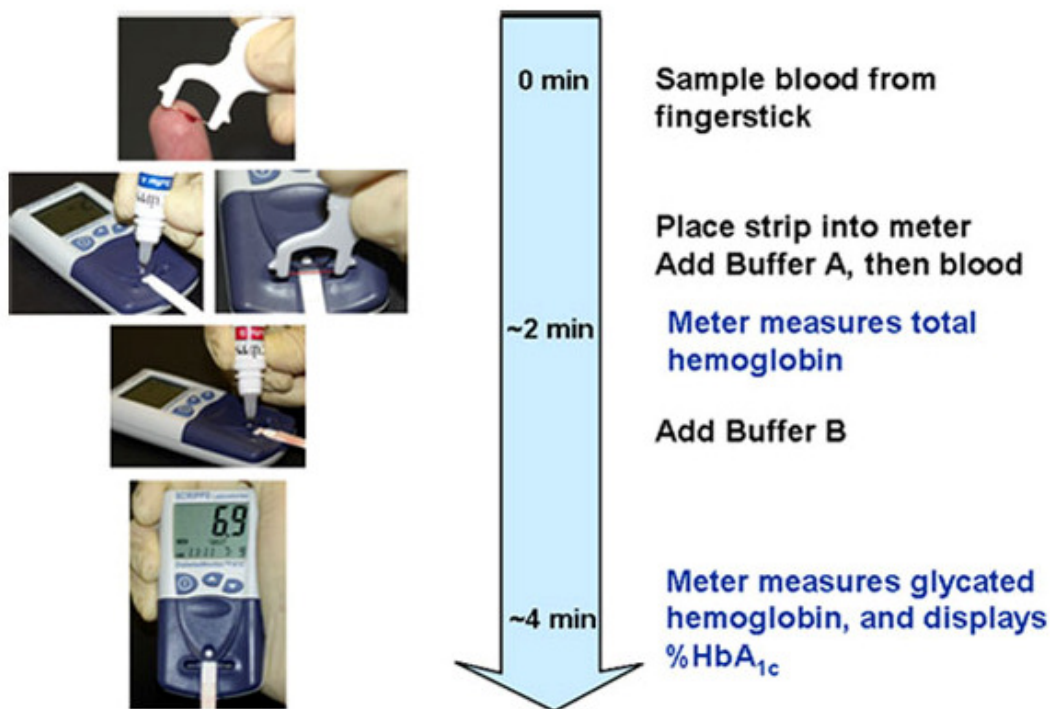 0 min
Sample blood from
fingerstick
Place strip into meter
Add Buffer A, then blood
~2 min
Meter measures total
hemoglobin
Add Buffer B
SCRIPPS
6.9
~4 min
Meter measures glycated
hemoglobin, and displays
%HbA1c